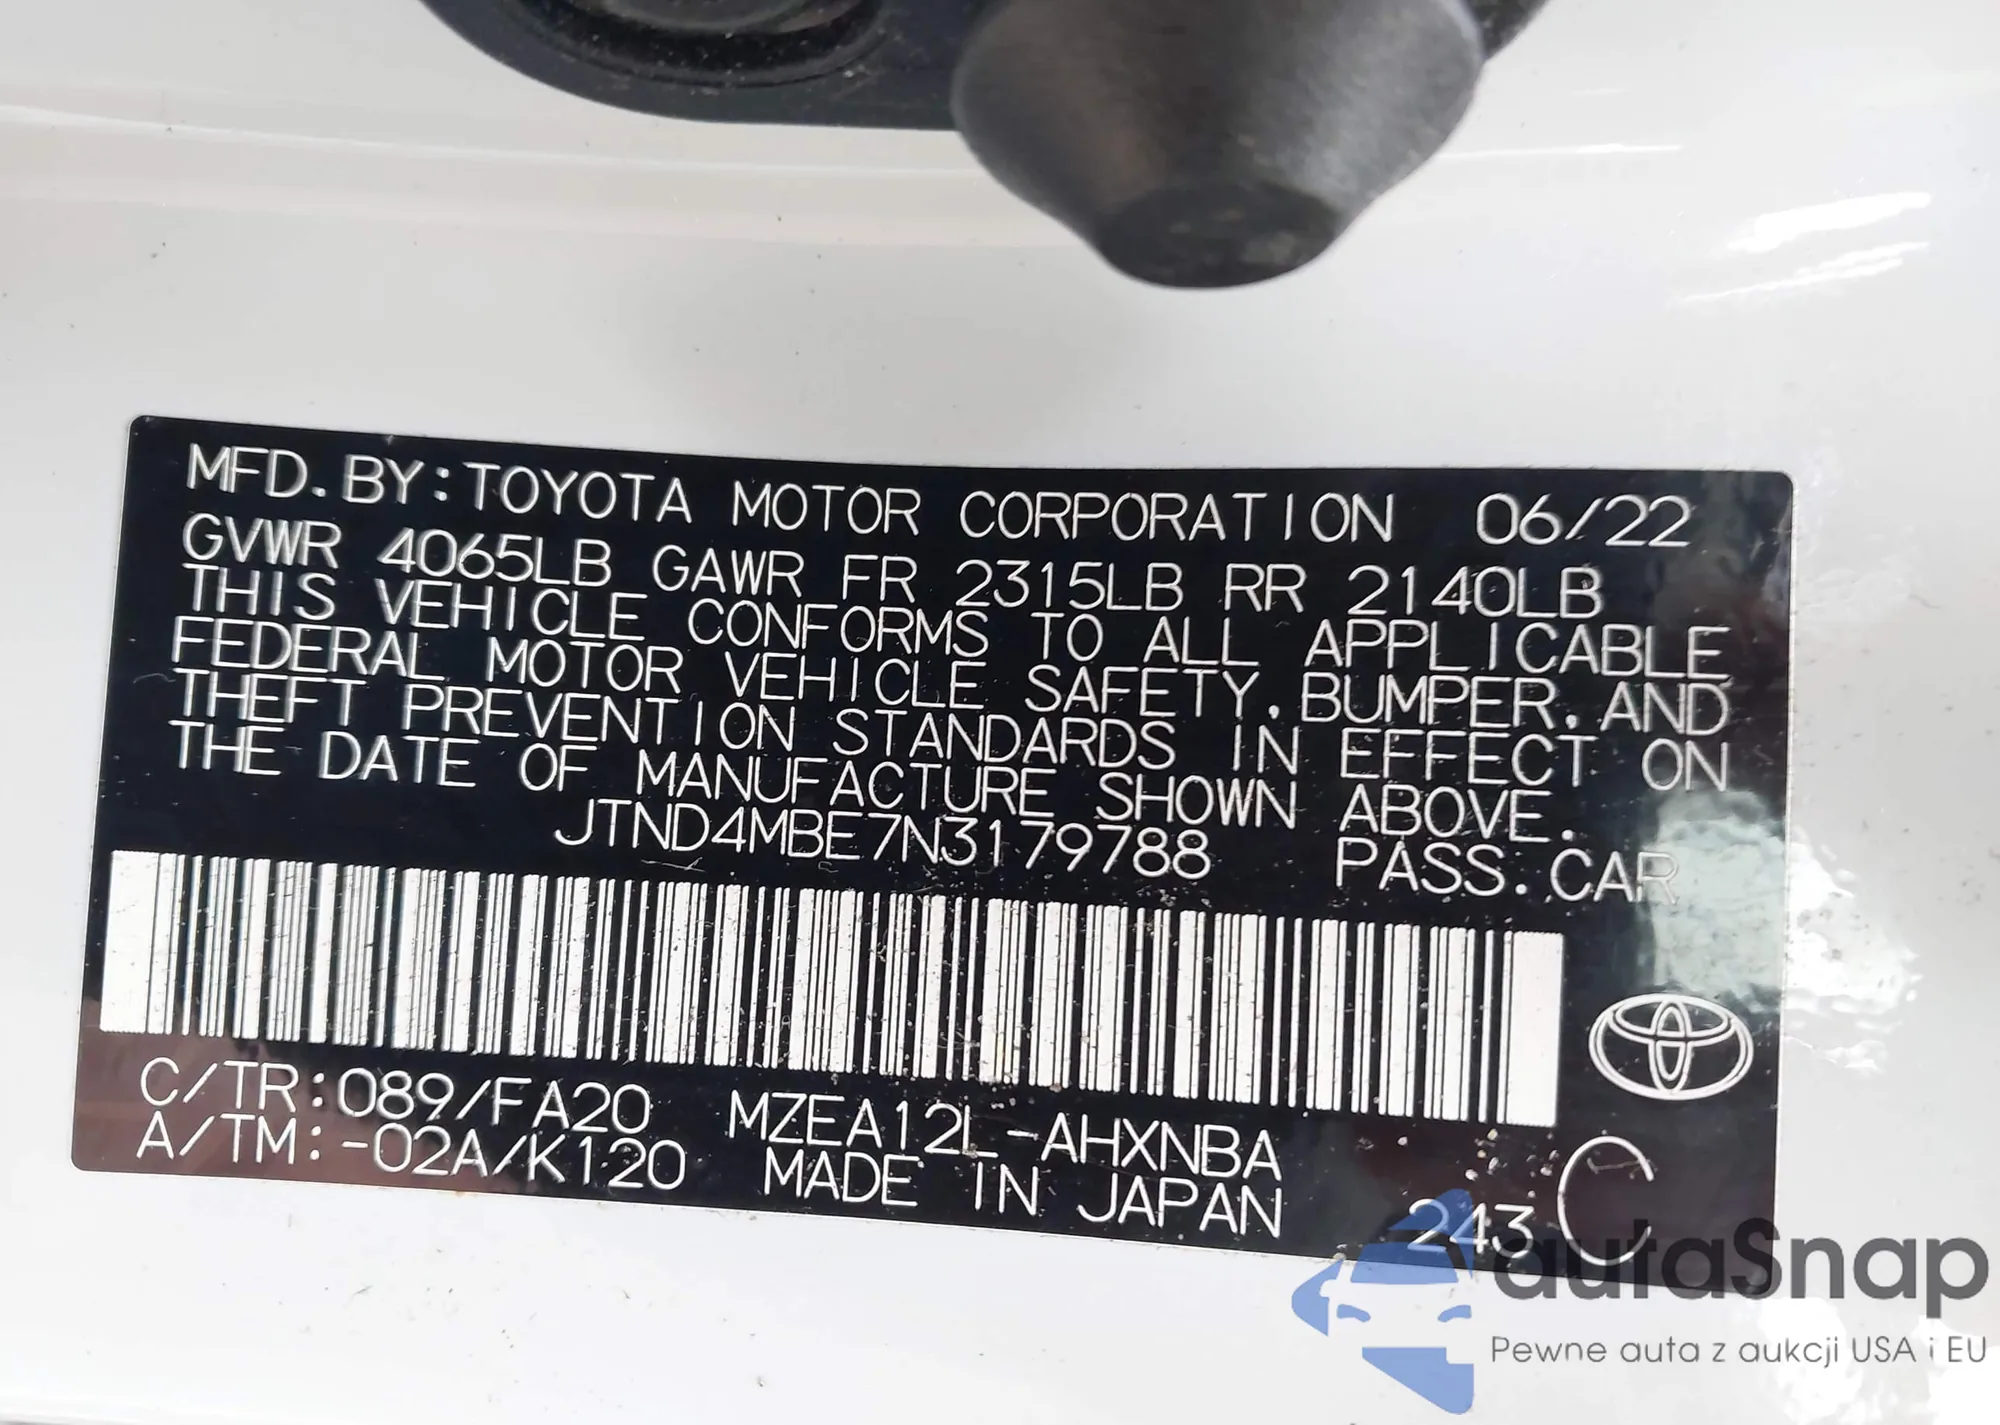 MFD. BY: TOYOTA MOTOR CORPORATION 06/22
GVWR 4065LB GAWR FR 2315LB RR 2140LB
THIS VEHICLE CONFORMS TO ALL APPLICABLE
FEDERAL MOTOR VEHICLE SAFETY, BUMPER, AND
THEFT PREVENTION STANDARDS IN EFFECT ON
THE DATE OF MANUFACTURE SHOWN ABOVE.
JTND4MBE7N3179788 PASS. CAR
C/TR: 089/FA20 MZEA12L-AHXNBA
A/TM: -02A/K120 MADE IN JAPAN 243 C
autaSnap
Pewne auta z aukcji USA i EU